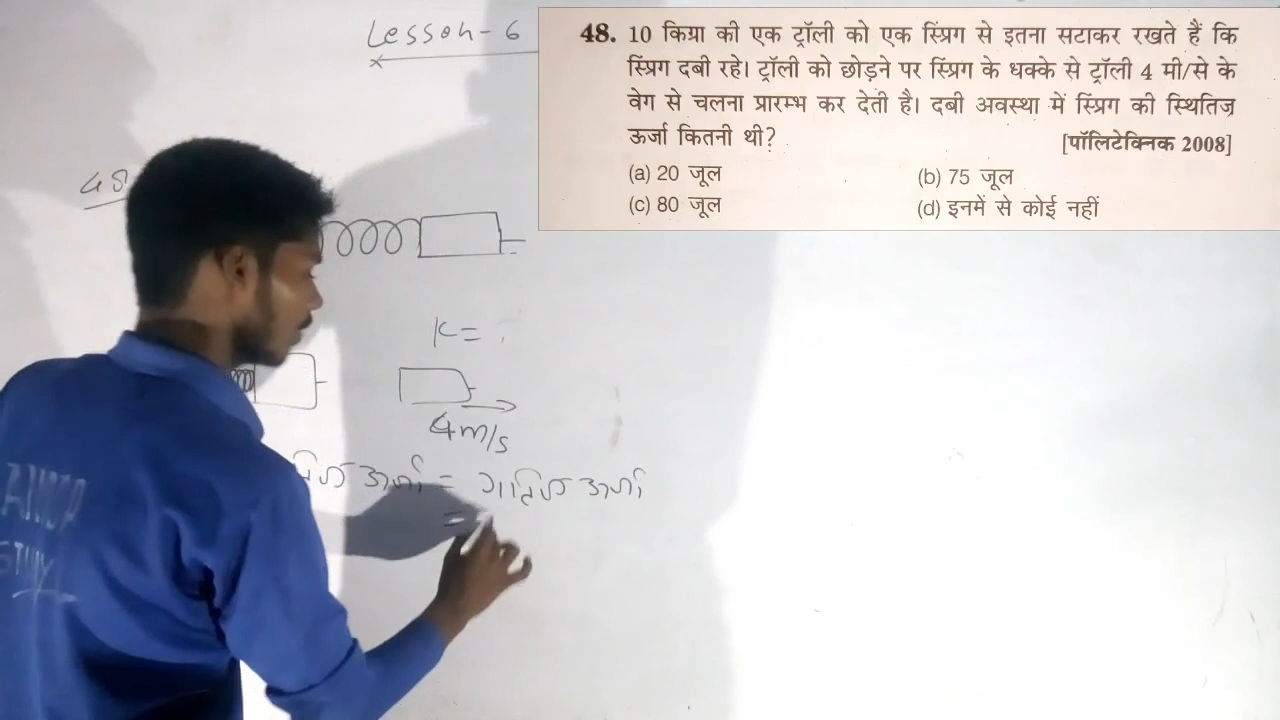 Lesson-6
48. 10 किग्रा की एक ट्रॉली को एक स्प्रिंग से इतना सटाकर रखते हैं कि
स्प्रिंग दबी रहे। ट्रॉली को छोड़ने पर स्प्रिंग के धक्के से ट्रॉली 4 मी/से के
वेग से चलना प्रारम्भ कर देती है। दबी अवस्था में स्प्रिंग की स्थितिज
ऊर्जा कितनी थी?
[पॉलिटेक्निक 2008]
(a) 20 जूल
(b) 75 जूल
(c) 80 जूल
(d) इनमें से कोई नहीं
48
K=
4m/s
ऊर्जा = गतिज ऊर्जा
=